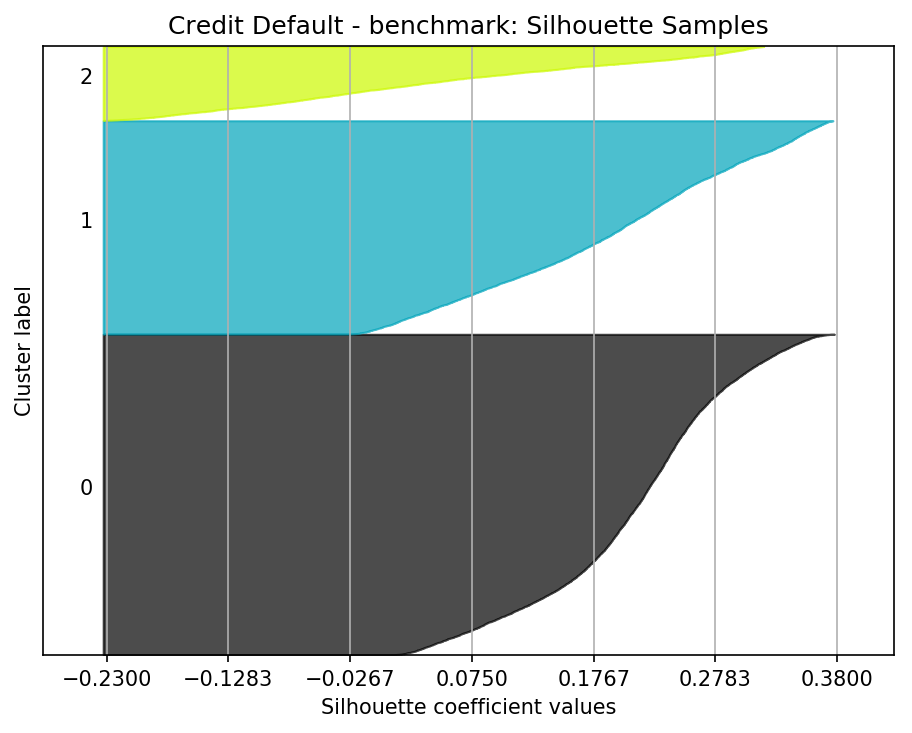 Credit Default - benchmark: Silhouette Samples
2
1
0
Cluster label
−0.2300 −0.1283 −0.0267 0.0750 0.1767 0.2783 0.3800
Silhouette coefficient values